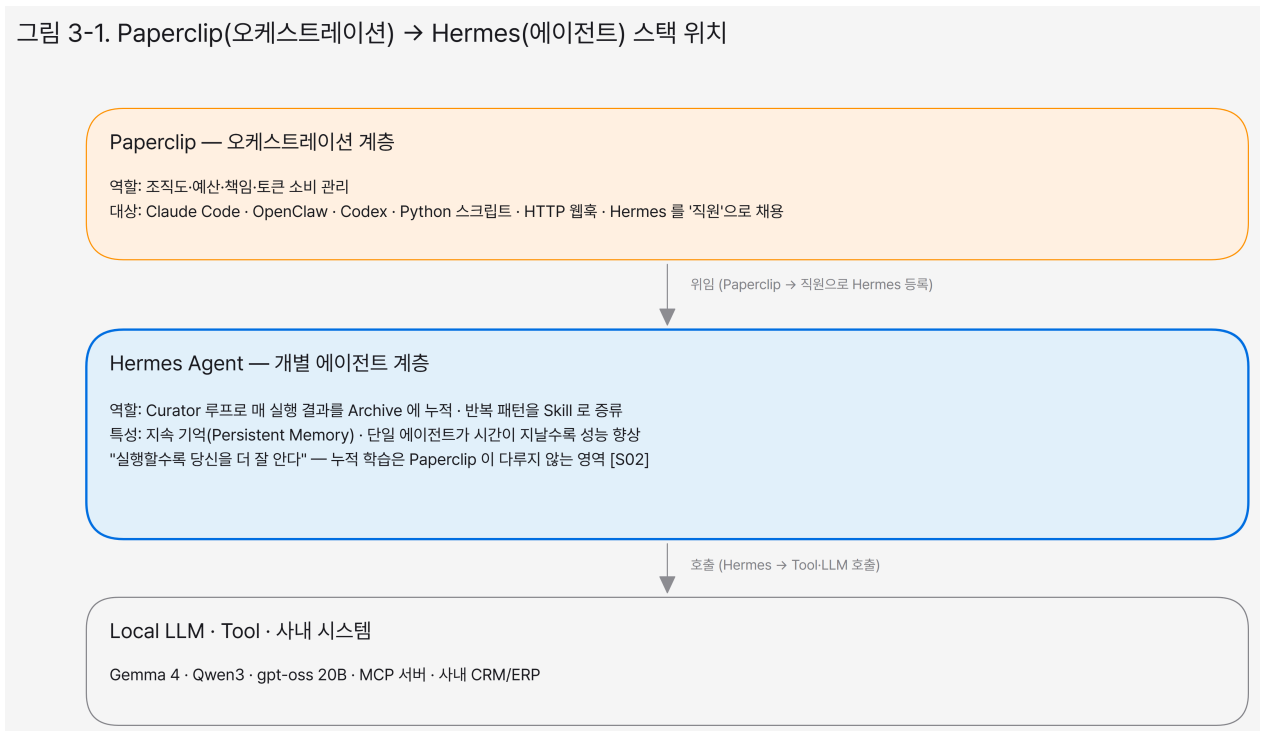 그림 3-1. Paperclip(오케스트레이션) → Hermes(에이전트) 스택 위치
Paperclip — 오케스트레이션 계층
역할: 조직도·예산·책임·토큰 소비 관리
대상: Claude Code · OpenClaw · Codex · Python 스크립트 · HTTP 웹훅 · Hermes 를 '직원'으로 채용
위임 (Paperclip → 직원으로 Hermes 등록)
Hermes Agent — 개별 에이전트 계층
역할: Curator 루프로 매 실행 결과를 Archive 에 누적 · 반복 패턴을 Skill 로 증류
특성: 지속 기억(Persistent Memory) · 단일 에이전트가 시간이 지날수록 성능 향상
"실행할수록 당신을 더 잘 안다" — 누적 학습은 Paperclip 이 다루지 않는 영역 [S02]
호출 (Hermes → Tool·LLM 호출)
Local LLM · Tool · 사내 시스템
Gemma 4 · Qwen3 · gpt-oss 20B · MCP 서버 · 사내 CRM/ERP